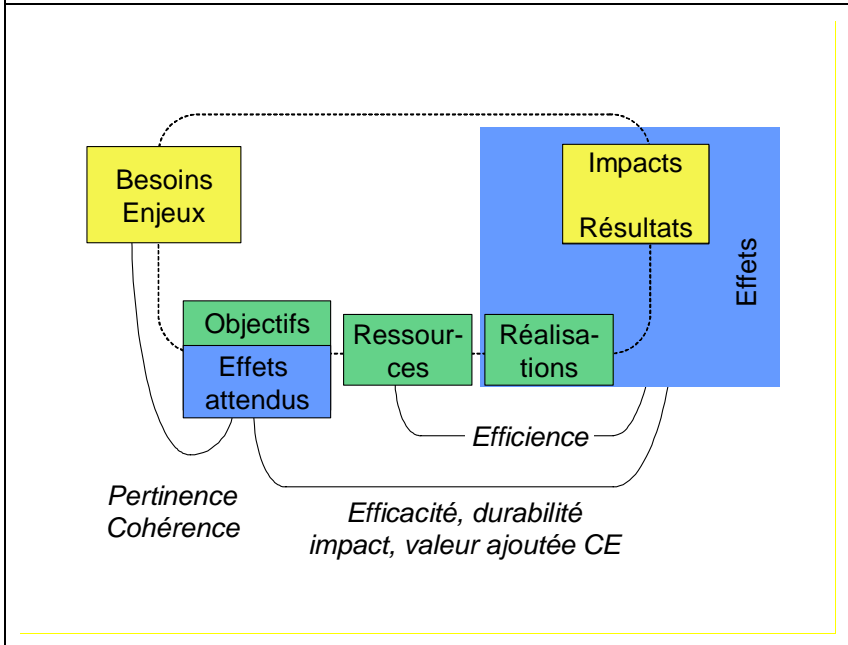 Besoins
Enjeux
Impacts
Résultats
Effets
Objectifs
Effets
attendus
Ressour-
ces
Réalisa-
tions
Efficience
Pertinence
Cohérence
Efficacité, durabilité
impact, valeur ajoutée CE